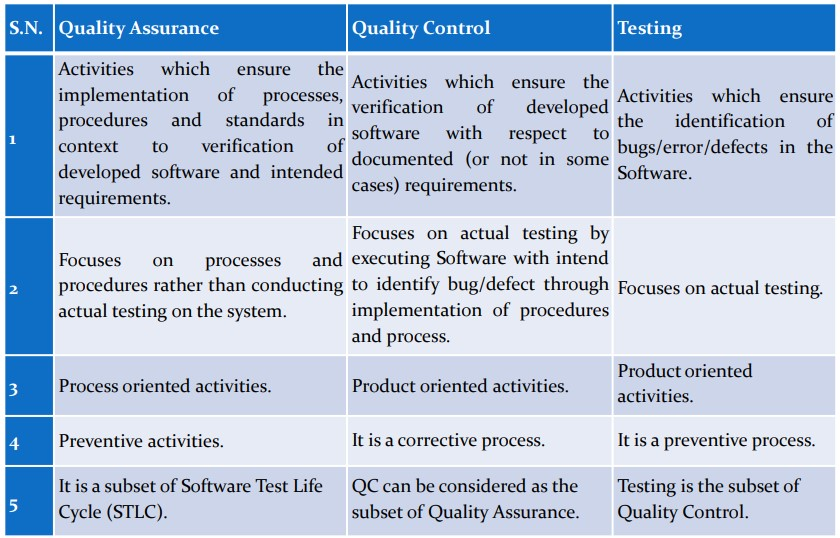 S.N. Quality Assurance Quality Control Testing
1
Activities which ensure the
implementation of processes,
procedures and standards in
context to verification of
developed software and intended
requirements.
Activities which ensure the
verification of developed
software with respect to
documented (or not in some
cases) requirements.
Activities which ensure
the identification of
bugs/error/defects in the
Software.
2
Focuses on processes and
procedures rather than conducting
actual testing on the system.
Focuses on actual testing by
executing Software with intend
to identify bug/defect through
implementation of procedures
and process.
Focuses on actual testing.
3
Process oriented activities.
Product oriented activities.
Product oriented
activities.
4
Preventive activities.
It is a corrective process.
It is a preventive process.
5
It is a subset of Software Test Life
Cycle (STLC).
QC can be considered as the
subset of Quality Assurance.
Testing is the subset of
Quality Control.